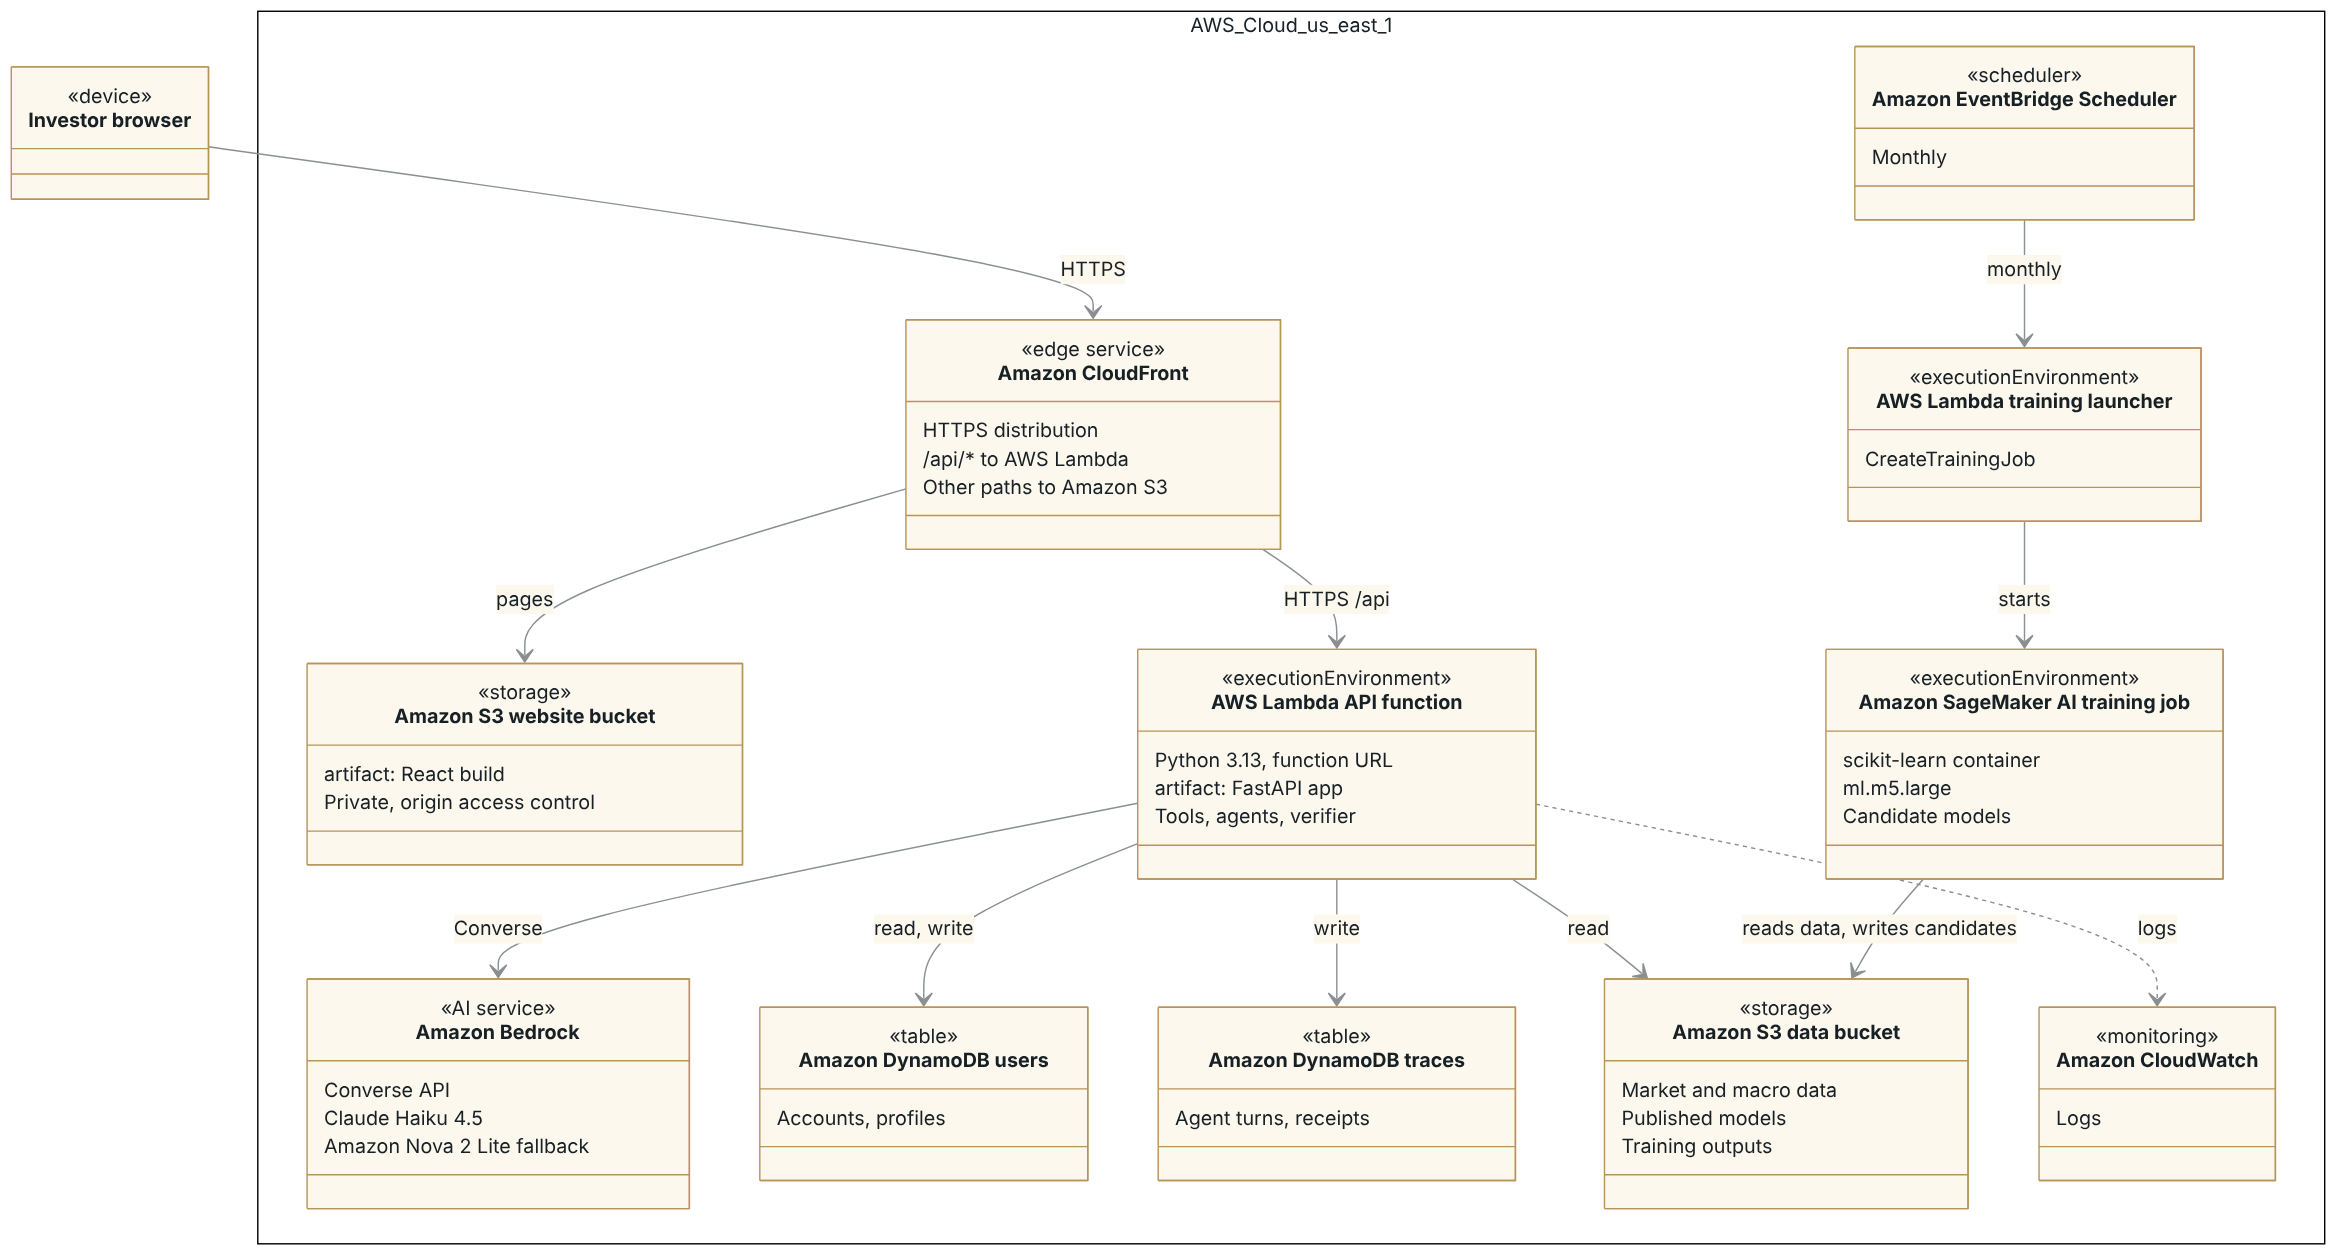 AWS_Cloud_us_east_1
«device»
Investor browser
«scheduler»
Amazon EventBridge Scheduler
Monthly
HTTPS
monthly
«edge service»
Amazon CloudFront
HTTPS distribution
/api/* to AWS Lambda
Other paths to Amazon S3
«executionEnvironment»
AWS Lambda training launcher
CreateTrainingJob
pages
HTTPS /api
starts
«storage»
Amazon S3 website bucket
artifact: React build
Private, origin access control
«executionEnvironment»
AWS Lambda API function
Python 3.13, function URL
artifact: FastAPI app
Tools, agents, verifier
«executionEnvironment»
Amazon SageMaker AI training job
scikit-learn container
ml.m5.large
Candidate models
Converse
read, write
write
read
reads data, writes candidates
logs
«AI service»
Amazon Bedrock
Converse API
Claude Haiku 4.5
Amazon Nova 2 Lite fallback
«table»
Amazon DynamoDB users
Accounts, profiles
«table»
Amazon DynamoDB traces
Agent turns, receipts
«storage»
Amazon S3 data bucket
Market and macro data
Published models
Training outputs
«monitoring»
Amazon CloudWatch
Logs